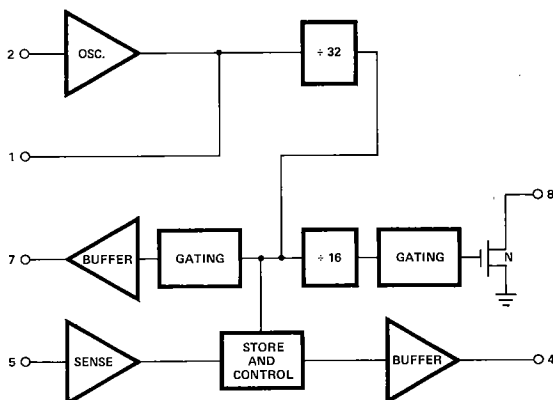 2
OSC.
÷ 32
1
8
7
BUFFER
GATING
÷ 16
GATING
N
5
SENSE
STORE
AND
CONTROL
BUFFER
4